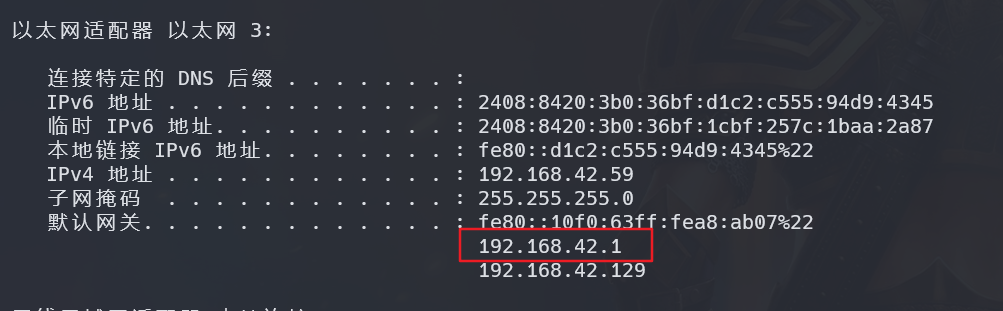 以太网适配器 以太网 3:
连接特定的 DNS 后缀 . . . . . . . :
IPv6 地址 . . . . . . . . . . . . : 2408:8420:3b0:36bf:d1c2:c555:94d9:4345
临时 IPv6 地址. . . . . . . . . . : 2408:8420:3b0:36bf:1cbf:257c:1baa:2a87
本地链接 IPv6 地址. . . . . . . . : fe80::d1c2:c555:94d9:4345%22
IPv4 地址 . . . . . . . . . . . . : 192.168.42.59
子网掩码 . . . . . . . . . . . . : 255.255.255.0
默认网关. . . . . . . . . . . . . : fe80::10f0:63ff:fea8:ab07%22
192.168.42.1
192.168.42.129